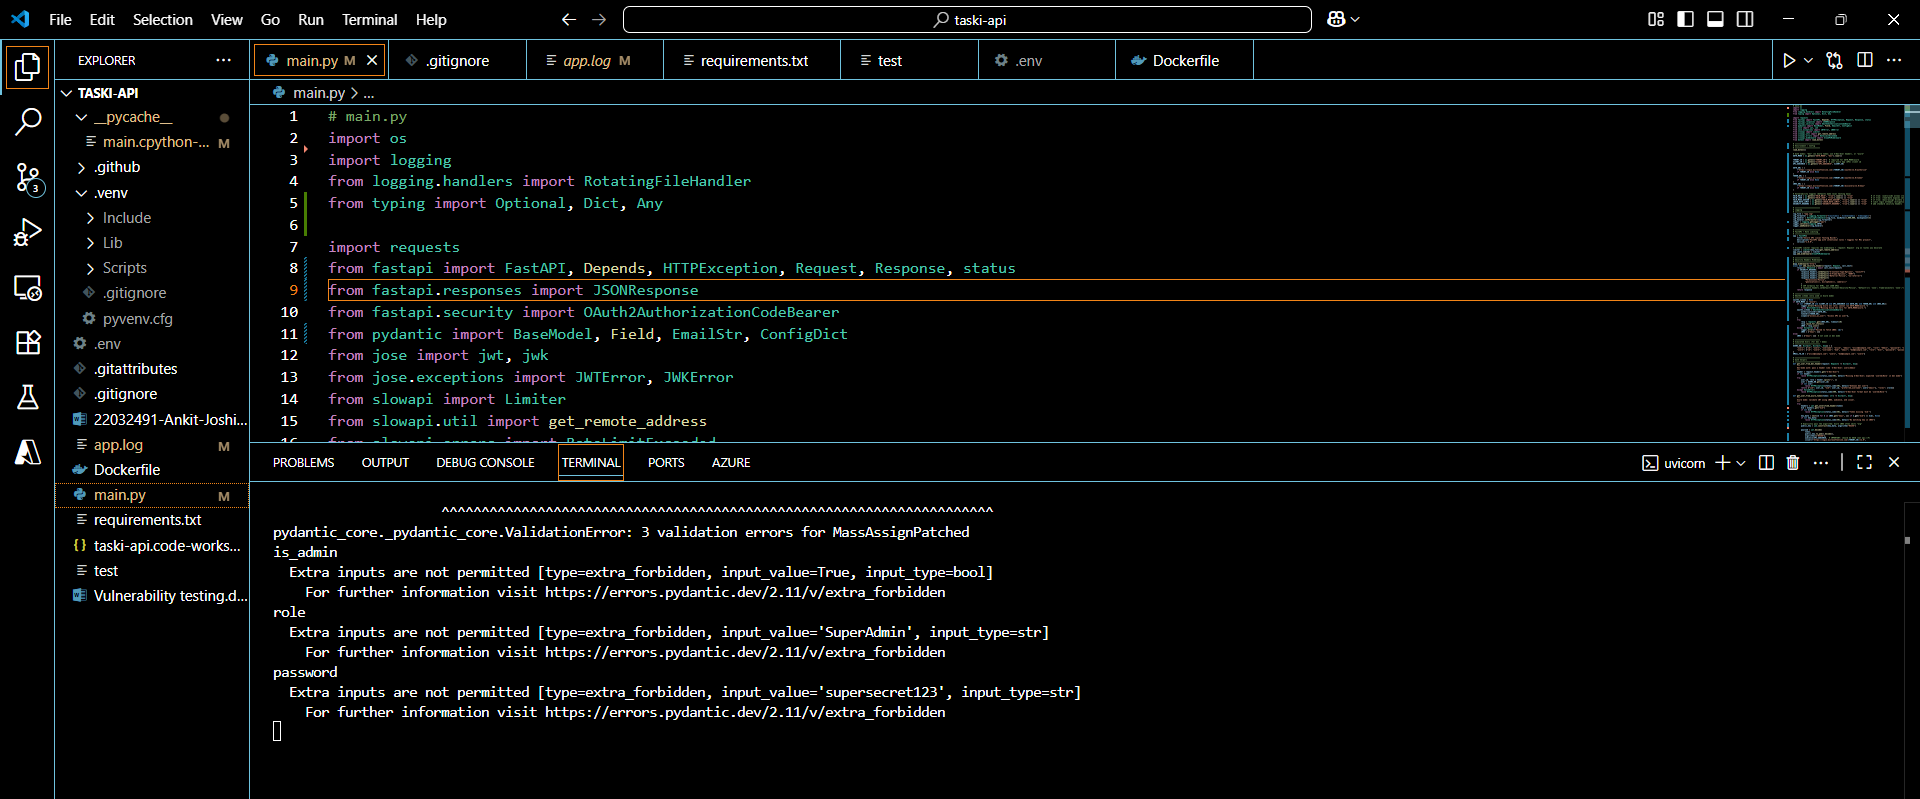 File Edit Selection View Go Run Terminal Help
taski-api
EXPLORER
main.py M
.gitignore
app.log M
requirements.txt
test
.env
Dockerfile
TASKI-API
__pycache__
main.cpython-... M
.github
.venv
Include
Lib
Scripts
.gitignore
pyvenv.cfg
.env
.gitattributes
.gitignore
22032491-Ankit-Joshi...
app.log M
Dockerfile
main.py M
requirements.txt
taski-api.code-works...
test
Vulnerability testing.d...
3
main.py > ...
1 # main.py
2 import os
3 import logging
4 from logging.handlers import RotatingFileHandler
5 from typing import Optional, Dict, Any
6
7 import requests
8 from fastapi import FastAPI, Depends, HTTPException, Request, Response, status
9 from fastapi.responses import JSONResponse
10 from fastapi.security import OAuth2AuthorizationCodeBearer
11 from pydantic import BaseModel, Field, EmailStr, ConfigDict
12 from jose import jwt, jwk
13 from jose.exceptions import JWTError, JWKError
14 from slowapi import Limiter
15 from slowapi.util import get_remote_address
16 from slowapi.errors import RateLimitExceeded
PROBLEMS OUTPUT DEBUG CONSOLE TERMINAL PORTS AZURE
uvicorn
^^^^^^^^^^^^^^^^^^^^^^^^^^^^^^^^^^^^^^^^^^^^^^^^^^^^^^^^^^^^^^^^^^^^^
pydantic_core._pydantic_core.ValidationError: 3 validation errors for MassAssignPatched
is_admin
Extra inputs are not permitted [type=extra_forbidden, input_value=True, input_type=bool]
For further information visit https://errors.pydantic.dev/2.11/v/extra_forbidden
role
Extra inputs are not permitted [type=extra_forbidden, input_value='SuperAdmin', input_type=str]
For further information visit https://errors.pydantic.dev/2.11/v/extra_forbidden
password
Extra inputs are not permitted [type=extra_forbidden, input_value='supersecret123', input_type=str]
For further information visit https://errors.pydantic.dev/2.11/v/extra_forbidden